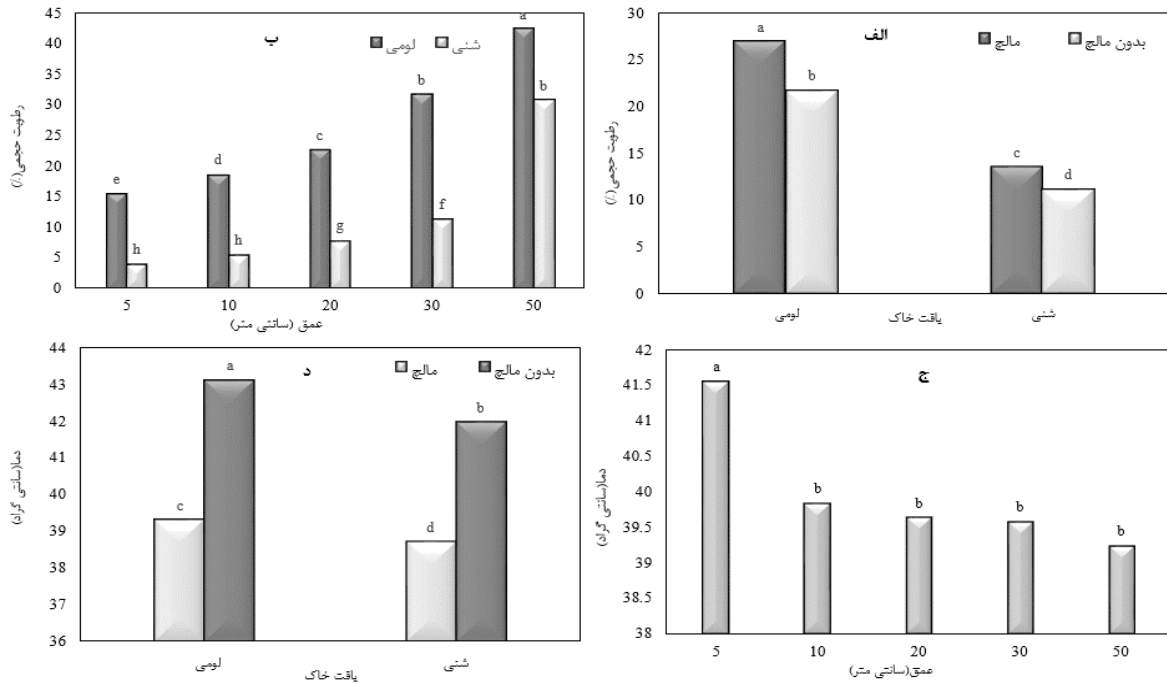 الف
مالچ
بدون مالچ
30
25
20
15
10
5
0
a
b
c
d
رطوبت حجمی(٪)
لومی
شنی
یافت خاک
ب
لومی
شنی
45
40
35
30
25
20
15
10
5
0
e
h
d
h
c
g
b
f
a
b
رطوبت حجمی(٪)
5
10
20
30
50
عمق (سانتی متر)
ج
42
41.5
41
40.5
40
39.5
39
38.5
38
a
b
b
b
b
دما(سانتی گراد)
5
10
20
30
50
عمق(سانتی متر)
د
مالچ
بدون مالچ
44
43
42
41
40
39
38
37
36
c
a
d
b
دما(سانتی گراد)
لومی
شنی
یافت خاک